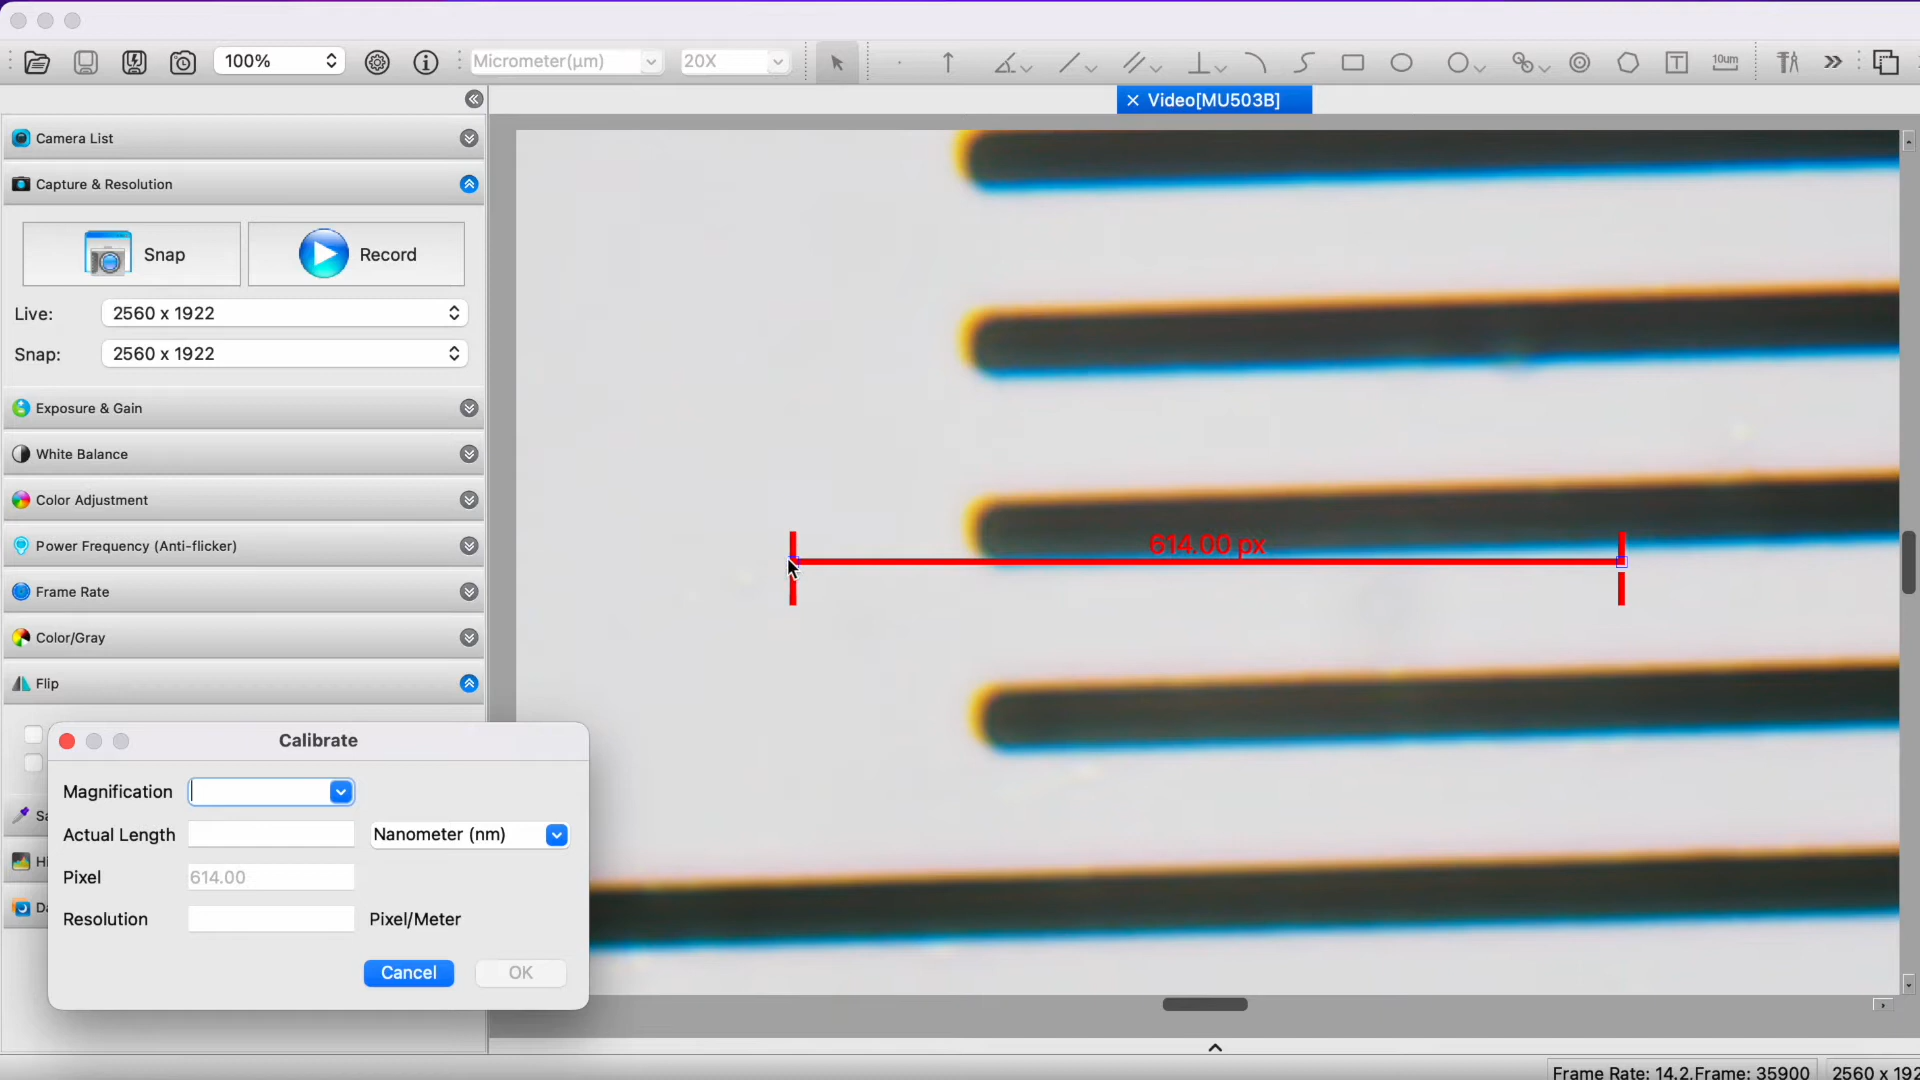 100%
Micrometer(µm)
20X
10um
Video[MU503B]
Camera List
Capture & Resolution
Snap
Record
Live:
2560 x 1922
Snap:
2560 x 1922
Exposure & Gain
White Balance
Color Adjustment
Power Frequency (Anti-flicker)
Frame Rate
Color/Gray
Flip
614.00 px
Calibrate
Magnification
Actual Length
Nanometer (nm)
Pixel
614.00
Resolution
Pixel/Meter
Cancel
OK
Frame Rate: 14.2,Frame: 35900
2560 x 192